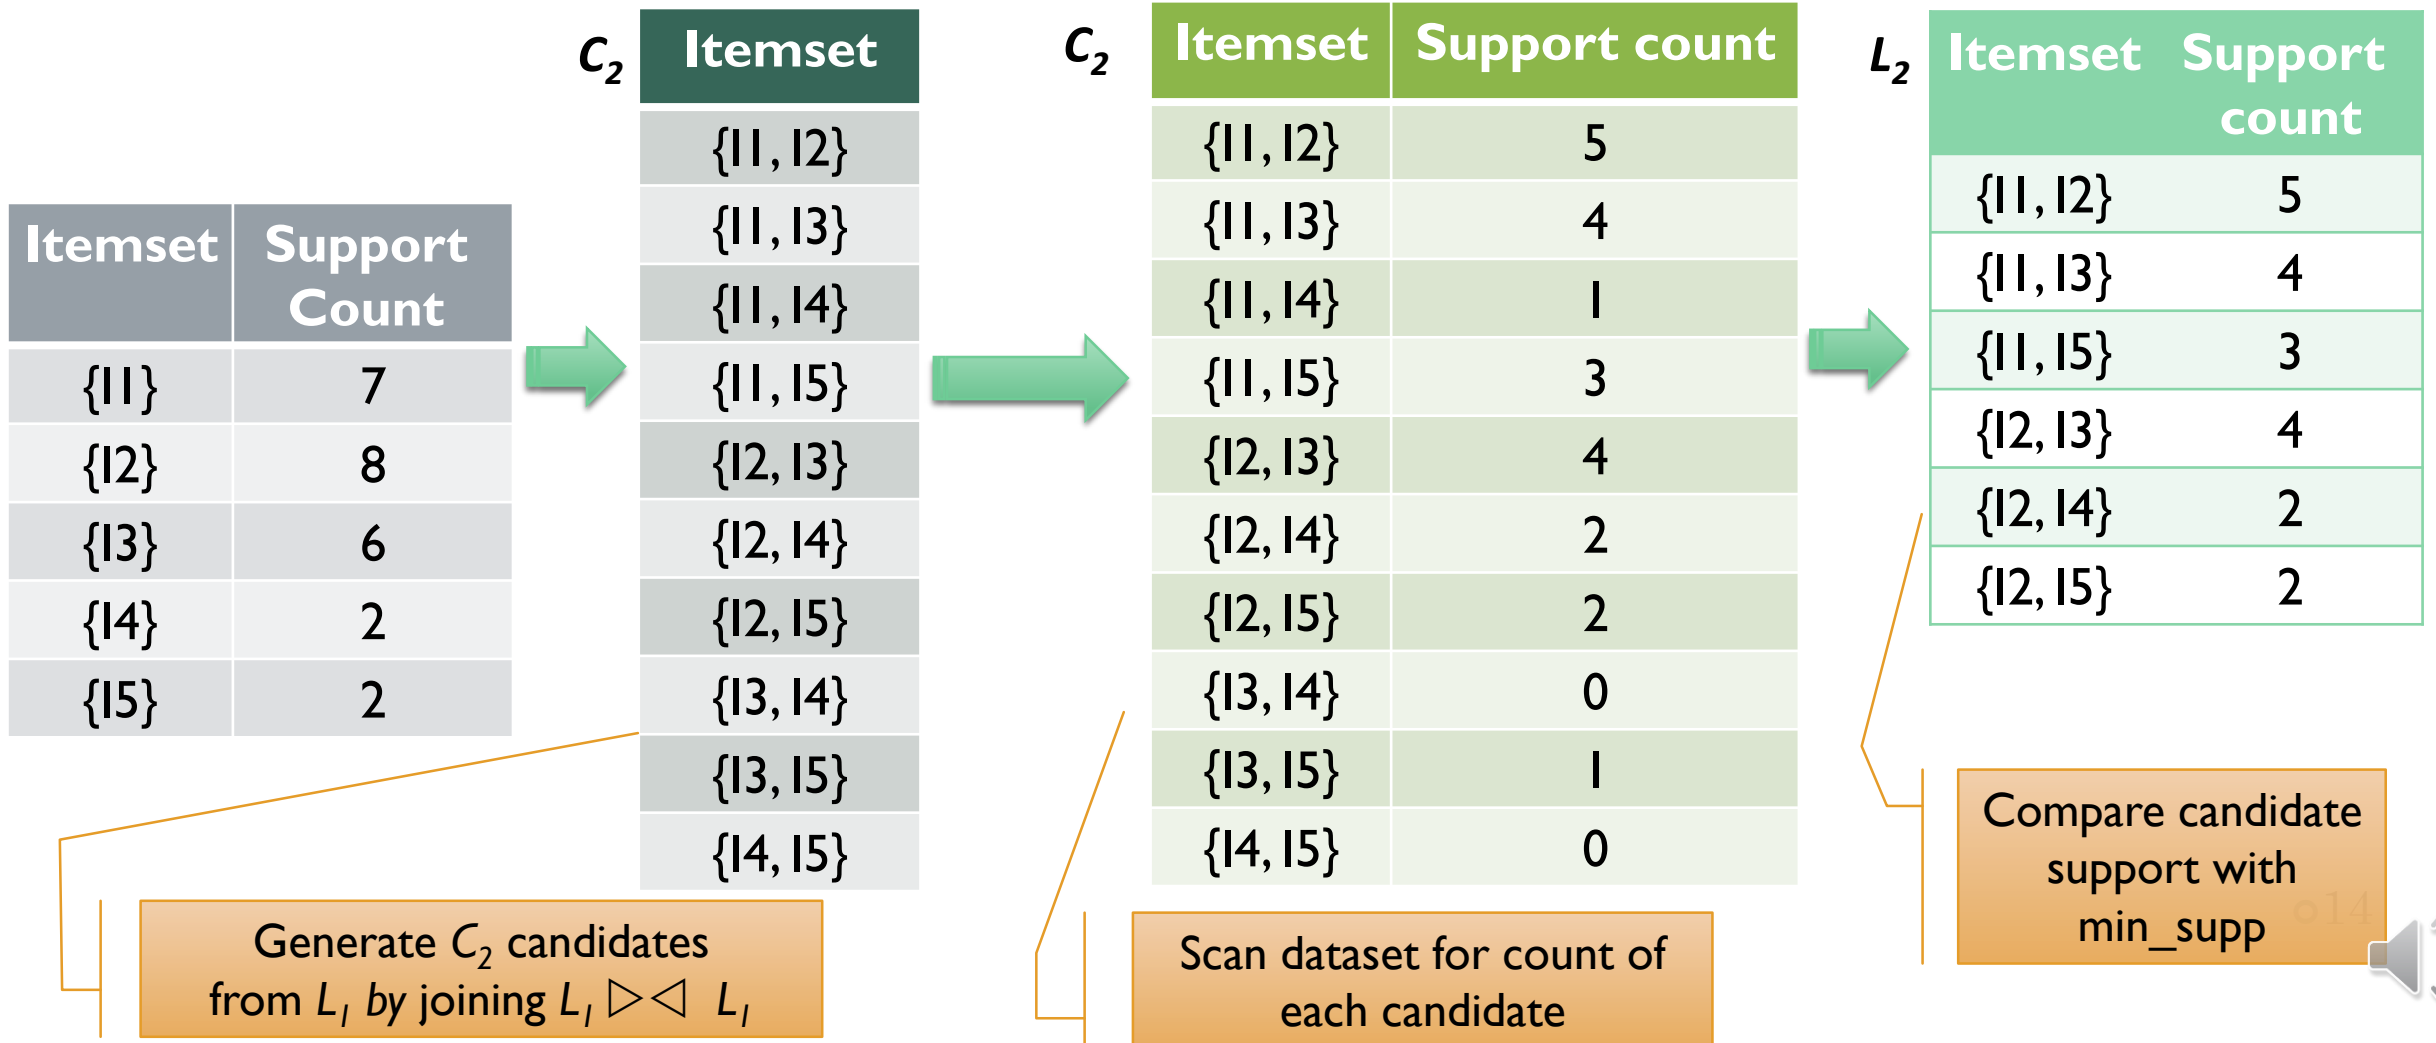 Itemset Support Count
{I1} 7
{I2} 8
{I3} 6
{I4} 2
{I5} 2
C2 Itemset
{I1, I2}
{I1, I3}
{I1, I4}
{I1, I5}
{I2, I3}
{I2, I4}
{I2, I5}
{I3, I4}
{I3, I5}
{I4, I5}
C2 Itemset Support count
{I1, I2} 5
{I1, I3} 4
{I1, I4} 1
{I1, I5} 3
{I2, I3} 4
{I2, I4} 2
{I2, I5} 2
{I3, I4} 0
{I3, I5} 1
{I4, I5} 0
L2 Itemset Support count
{I1, I2} 5
{I1, I3} 4
{I1, I5} 3
{I2, I3} 4
{I2, I4} 2
{I2, I5} 2
Generate C2 candidates
from L1 by joining L1 ▷◁ L1
Scan dataset for count of
each candidate
Compare candidate
support with
min_supp
14